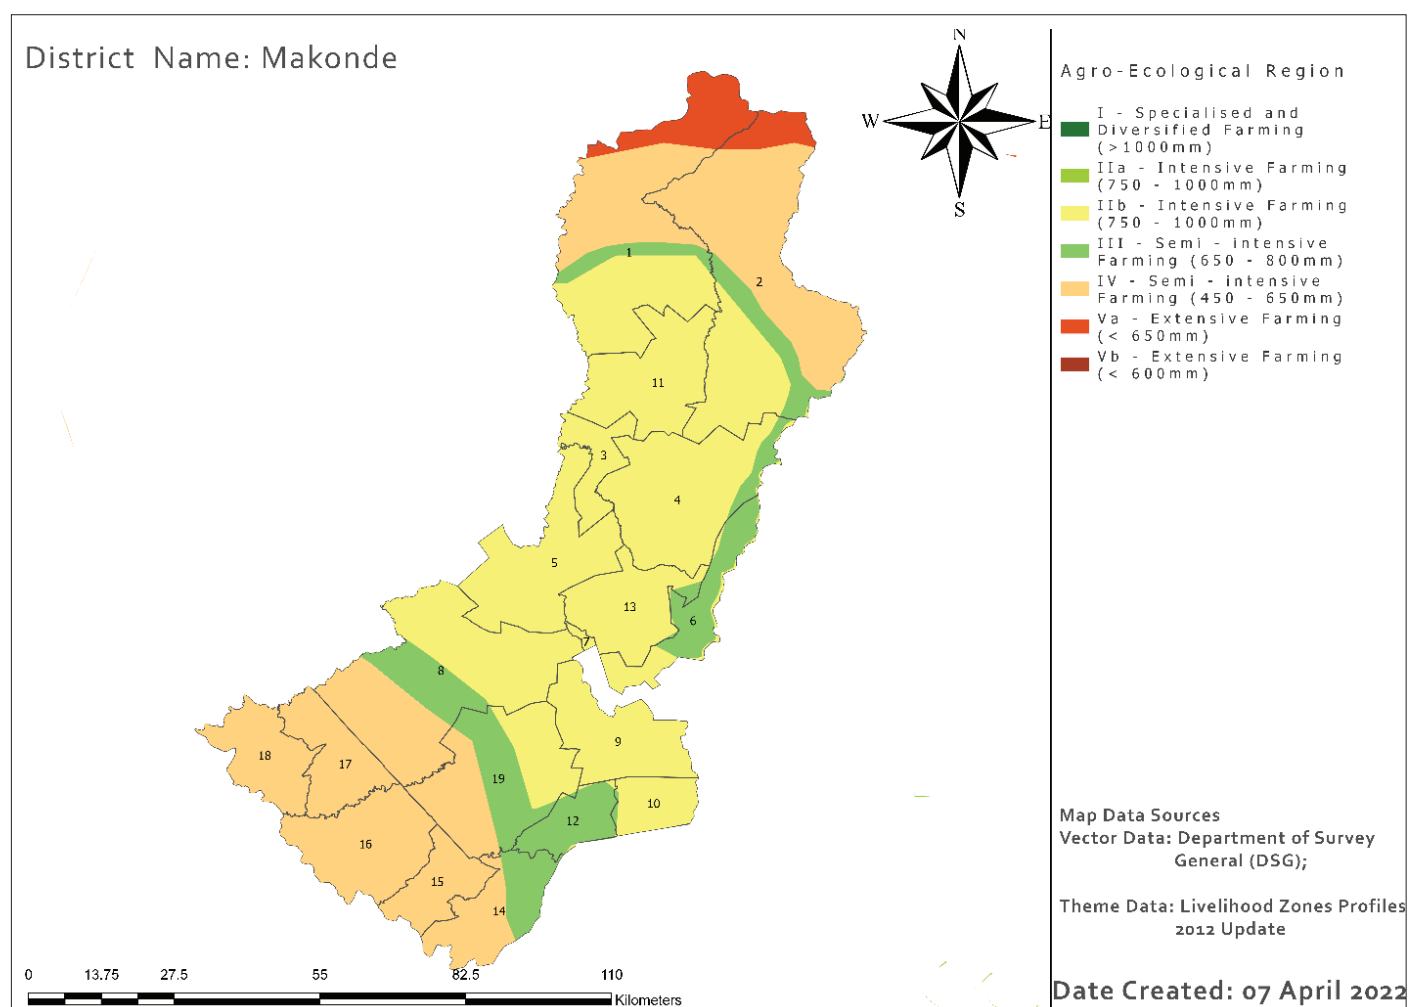 District Name: Makonde
N
W
E
S
Agro-Ecological Region
I - Specialised and
Diversified Farming
(>1000mm)
IIa - Intensive Farming
(750 - 1000mm)
IIb - Intensive Farming
(750 - 1000mm)
III - Semi - intensive
Farming (650 - 800mm)
IV - Semi - intensive
Farming (450 - 650mm)
Va - Extensive Farming
(< 650mm)
Vb - Extensive Farming
(< 600mm)
1
2
11
3
4
5
13
6
7
8
9
18
17
19
10
12
16
15
14
Map Data Sources
Vector Data: Department of Survey
General (DSG);
Theme Data: Livelihood Zones Profiles
2012 Update
0 13.75 27.5 55 82.5 110
Kilometers
Date Created: 07 April 2022